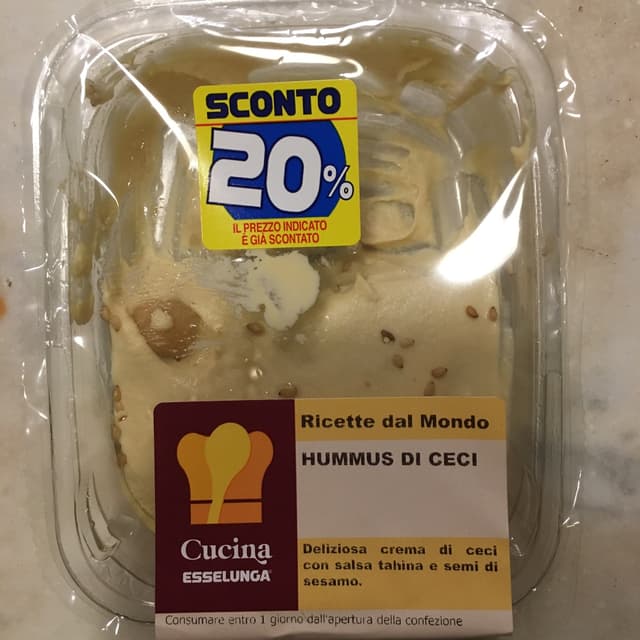 SCONTO
20%
IL PREZZO INDICATO
È GIÀ SCONTATO
Ricette dal Mondo
HUMMUS DI CECI
Cucina
ESSELUNGA
Deliziosa crema di ceci
con salsa tahina e semi di
sesamo.
Consumare entro 1 giorno dall'apertura della confezione